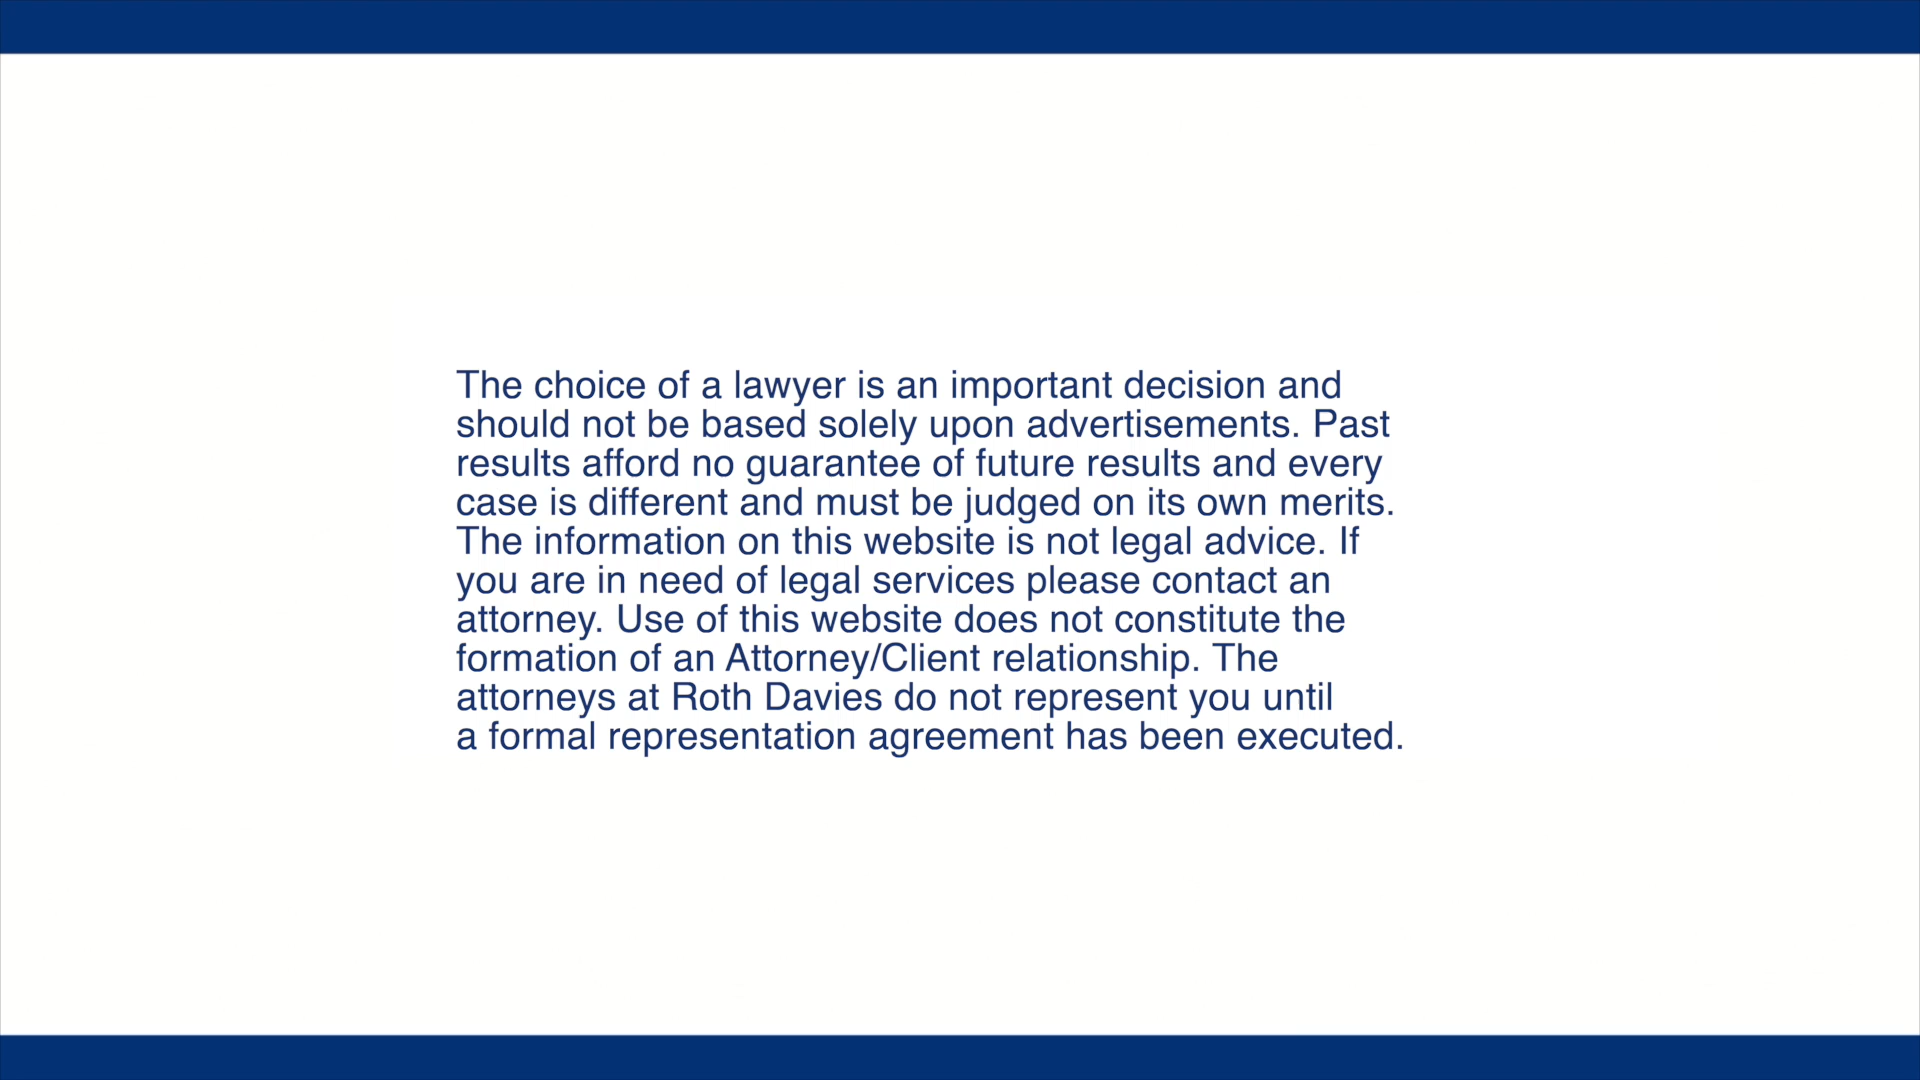 The choice of a lawyer is an important decision and
should not be based solely upon advertisements. Past
results afford no guarantee of future results and every
case is different and must be judged on its own merits.
The information on this website is not legal advice. If
you are in need of legal services please contact an
attorney. Use of this website does not constitute the
formation of an Attorney/Client relationship. The
attorneys at Roth Davies do not represent you until
a formal representation agreement has been executed.